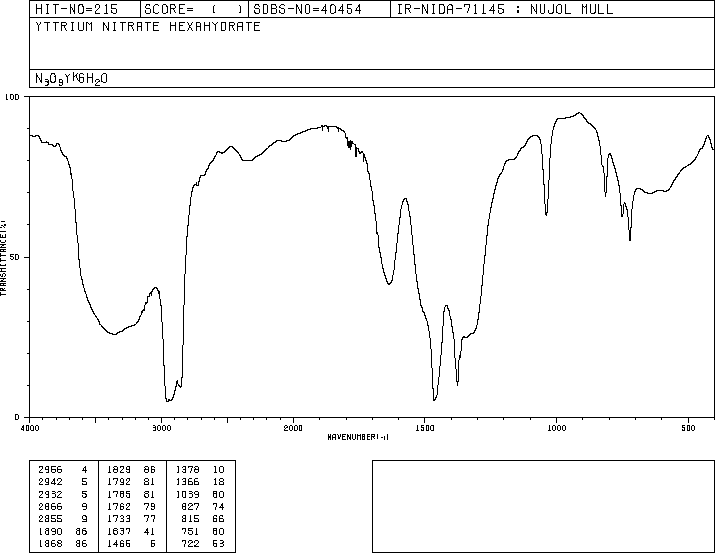 HIT-NO=215 SCORE= ( ) SDBS-NO=40454 IR-NIDA-71145 : NUJOL MULL
YTTRIUM NITRATE HEXAHYDRATE
N3O9Y*6H2O
100
50
0
TRANSMITTANCE(%)
4000 3000 2000 1500 1000 500
WAVENUMBER(-1)
2956 4 1829 86 1378 10
2942 5 1792 81 1366 18
2932 5 1785 81 1039 60
2866 9 1762 79 827 74
2855 9 1733 77 815 66
1890 86 1637 41 751 60
1868 86 1466 5 722 53